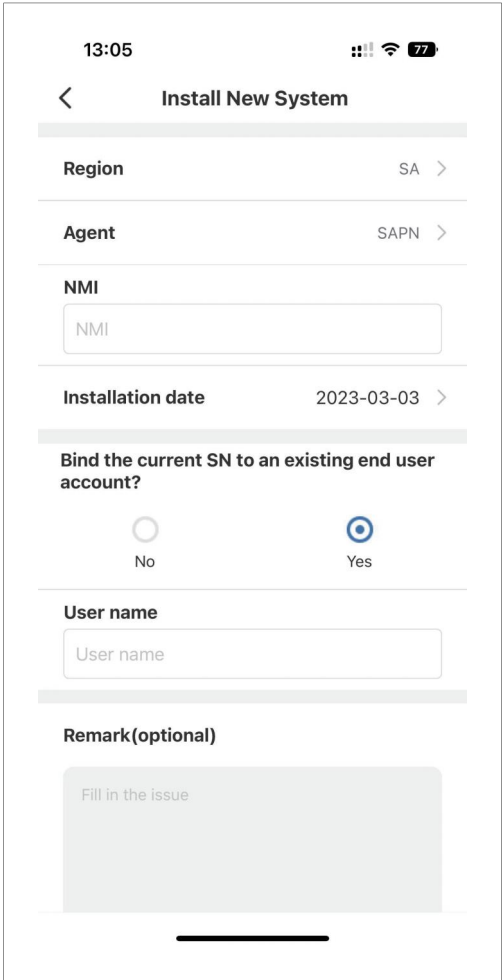 13:05
77
Install New System
Region
SA
Agent
SAPN
NMI
NMI
Installation date
2023-03-03
Bind the current SN to an existing end user
account?
No
Yes
User name
User name
Remark(optional)
Fill in the issue